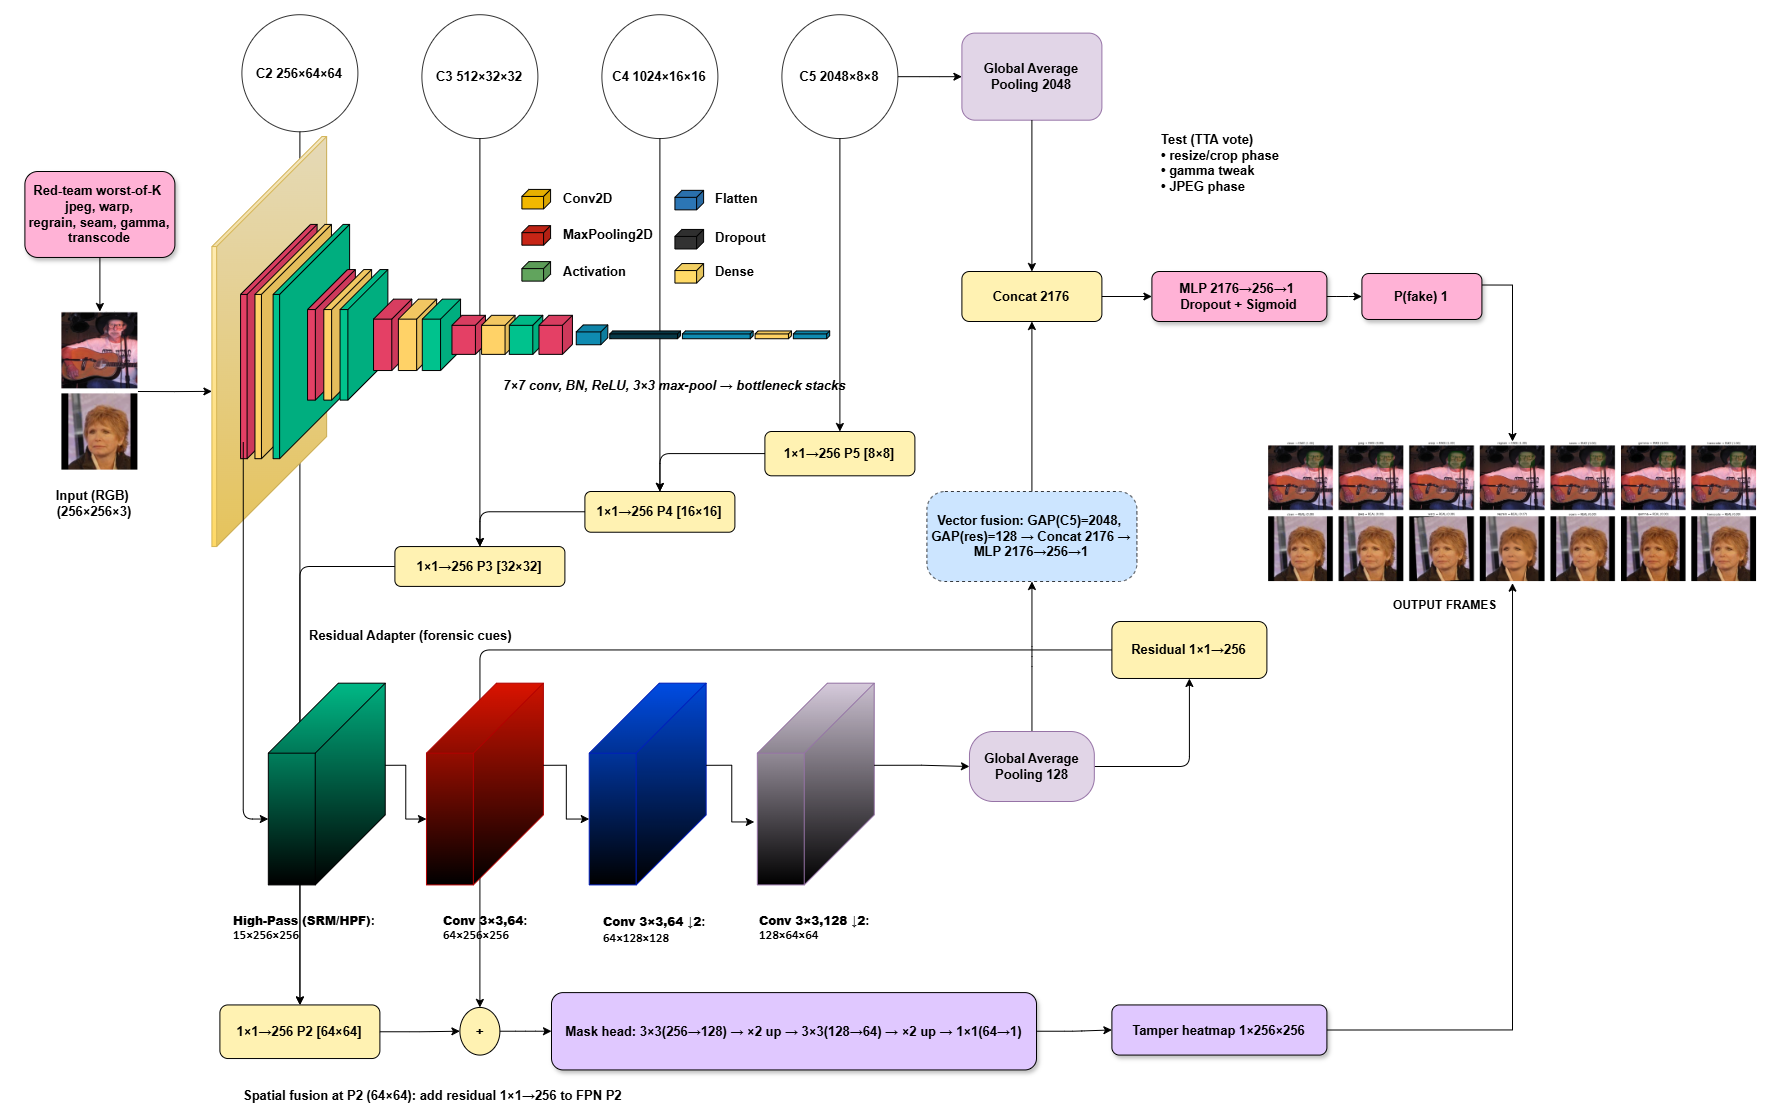 C2 256×64×64
C3 512×32×32
C4 1024×16×16
C5 2048×8×8
Global Average
Pooling 2048
Test (TTA vote)
• resize/crop phase
• gamma tweak
• JPEG phase
Red-team worst-of-K
jpeg, warp,
regrain, seam, gamma,
transcode
Conv2D
Flatten
MaxPooling2D
Dropout
Activation
Dense
Concat 2176
MLP 2176→256→1
Dropout + Sigmoid
P(fake) 1
7×7 conv, BN, ReLU, 3×3 max-pool → bottleneck stacks
Input (RGB)
(256×256×3)
1×1→256 P5 [8×8]
1×1→256 P4 [16×16]
1×1→256 P3 [32×32]
Vector fusion: GAP(C5)=2048,
GAP(res)=128 → Concat 2176 →
MLP 2176→256→1
OUTPUT FRAMES
Residual Adapter (forensic cues)
Residual 1×1→256
Global Average
Pooling 128
High-Pass (SRM/HPF):
15×256×256
Conv 3×3,64:
64×256×256
Conv 3×3,64 ↓2:
64×128×128
Conv 3×3,128 ↓2:
128×64×64
1×1→256 P2 [64×64]
+
Mask head: 3×3(256→128) → ×2 up → 3×3(128→64) → ×2 up → 1×1(64→1)
Tamper heatmap 1×256×256
Spatial fusion at P2 (64×64): add residual 1×1→256 to FPN P2